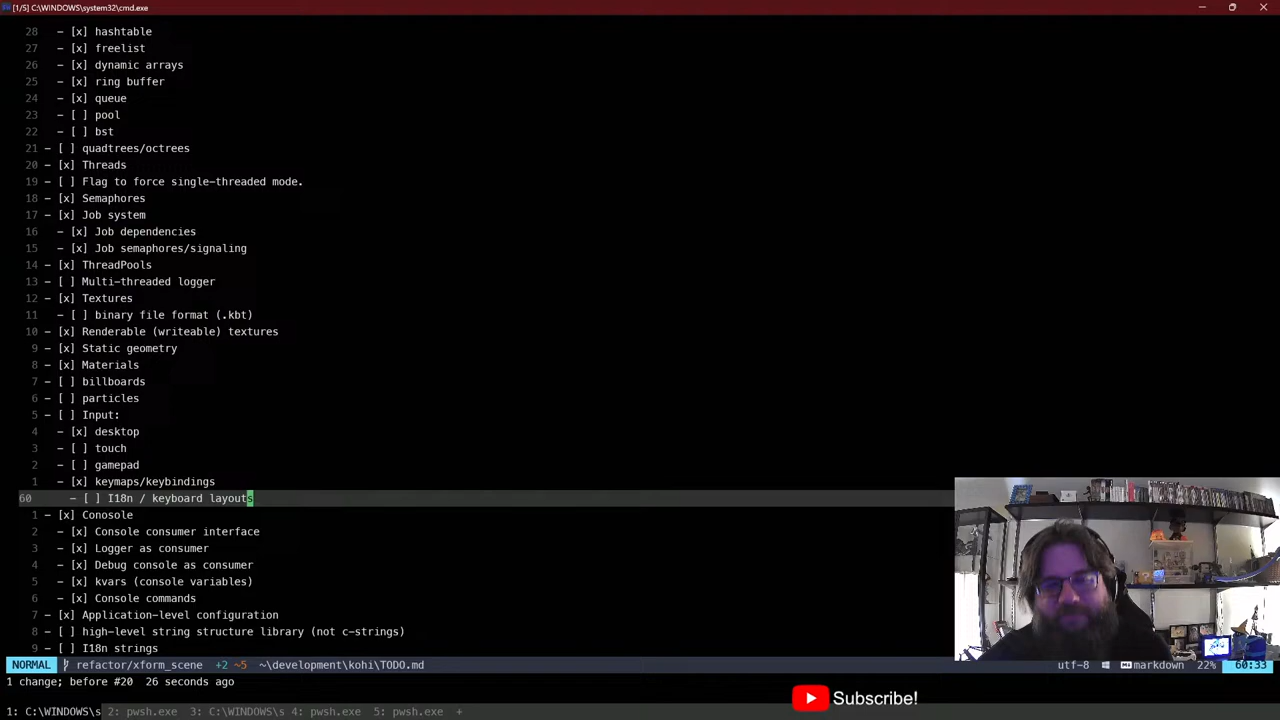 [1/5] C:\WINDOWS\system32\cmd.exe
28 - [x] hashtable
27 - [x] freelist
26 - [x] dynamic arrays
25 - [x] ring buffer
24 - [x] queue
23 - [ ] pool
22 - [ ] bst
21 - [ ] quadtrees/octrees
20 - [x] Threads
19 - [ ] Flag to force single-threaded mode.
18 - [x] Semaphores
17 - [x] Job system
16 - [x] Job dependencies
15 - [x] Job semaphores/signaling
14 - [x] ThreadPools
13 - [ ] Multi-threaded logger
12 - [x] Textures
11 - [ ] binary file format (.kbt)
10 - [x] Renderable (writeable) textures
9 - [x] Static geometry
8 - [x] Materials
7 - [ ] billboards
6 - [ ] particles
5 - [ ] Input:
4 - [x] desktop
3 - [ ] touch
2 - [ ] gamepad
1 - [x] keymaps/keybindings
60 - [ ] I18n / keyboard layouts
1 - [x] Conosole
2 - [x] Console consumer interface
3 - [x] Logger as consumer
4 - [x] Debug console as consumer
5 - [x] kvars (console variables)
6 - [x] Console commands
7 - [x] Application-level configuration
8 - [ ] high-level string structure library (not c-strings)
9 - [ ] I18n strings
NORMAL refactor/xform_scene +2 ~5 ~\development\kohi\TODO.md utf-8 markdown 22% 60:33
1 change; before #20 26 seconds ago
Subscribe!
1: C:\WINDOWS\s 2: pwsh.exe 3: C:\WINDOWS\s 4: pwsh.exe 5: pwsh.exe +